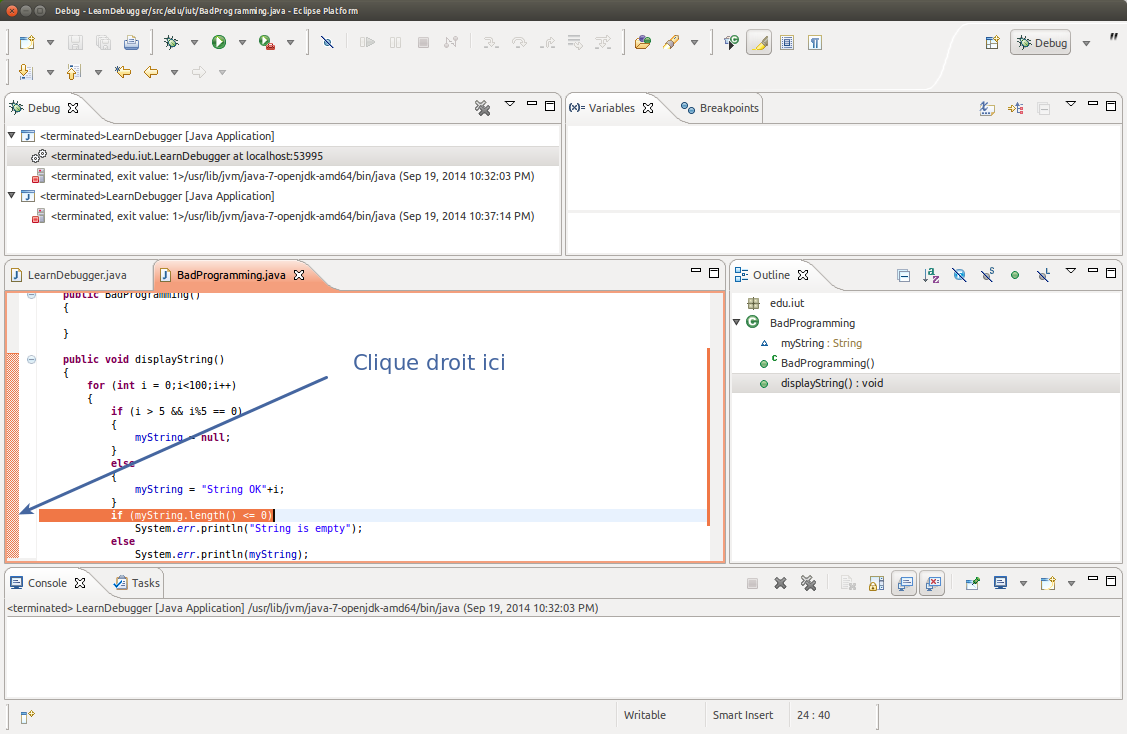 Debug - LearnDebugger/src/edu/iut/BadProgramming.java - Eclipse Platform
Debug
"
Debug
<terminated>LearnDebugger [Java Application]
<terminated>edu.iut.LearnDebugger at localhost:53995
<terminated, exit value: 1>/usr/lib/jvm/java-7-openjdk-amd64/bin/java (Sep 19, 2014 10:32:03 PM)
<terminated>LearnDebugger [Java Application]
<terminated, exit value: 1>/usr/lib/jvm/java-7-openjdk-amd64/bin/java (Sep 19, 2014 10:37:14 PM)
(x)= Variables
Breakpoints
LearnDebugger.java
BadProgramming.java
public BadProgramming()
{
}
public void displayString()
{
for (int i = 0;i<100;i++)
{
if (i > 5 && i%5 == 0)
{
myString = null;
}
else
{
myString = "String OK"+i;
}
if (myString.length() <= 0)
System.err.println("String is empty");
else
System.err.println(myString);
Clique droit ici
Outline
edu.iut
BadProgramming
myString : String
BadProgramming()
displayString() : void
Console
Tasks
<terminated> LearnDebugger [Java Application] /usr/lib/jvm/java-7-openjdk-amd64/bin/java (Sep 19, 2014 10:32:03 PM)
Writable
Smart Insert
24 : 40